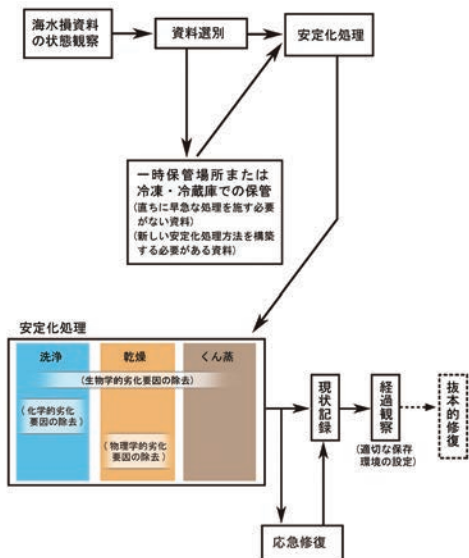 海水損資料
の状態観察
資料選別
安定化処理
一時保管場所または
冷凍・冷蔵庫での保管
(直ちに早急な処理を施す必要
がない資料)
(新しい安定化処理方法を構築
する必要がある資料)
安定化処理
洗浄
乾燥
くん蒸
(生物学的劣化要因の除去)
(化学的劣化
要因の除去)
(物理学的劣化
要因の除去)
現状記録
経過観察
(適切な保存
環境の設定)
抜本的修復
応急修復